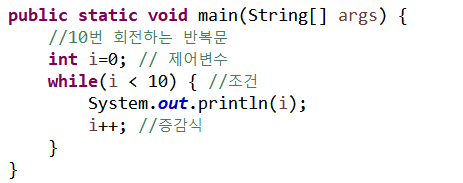 public static void main(String[] args) {
    //10번 회전하는 반복문
    int i=0; // 제어변수
    while(i < 10) { //조건
        System.out.println(i);
        i++; //증감식
    }
}